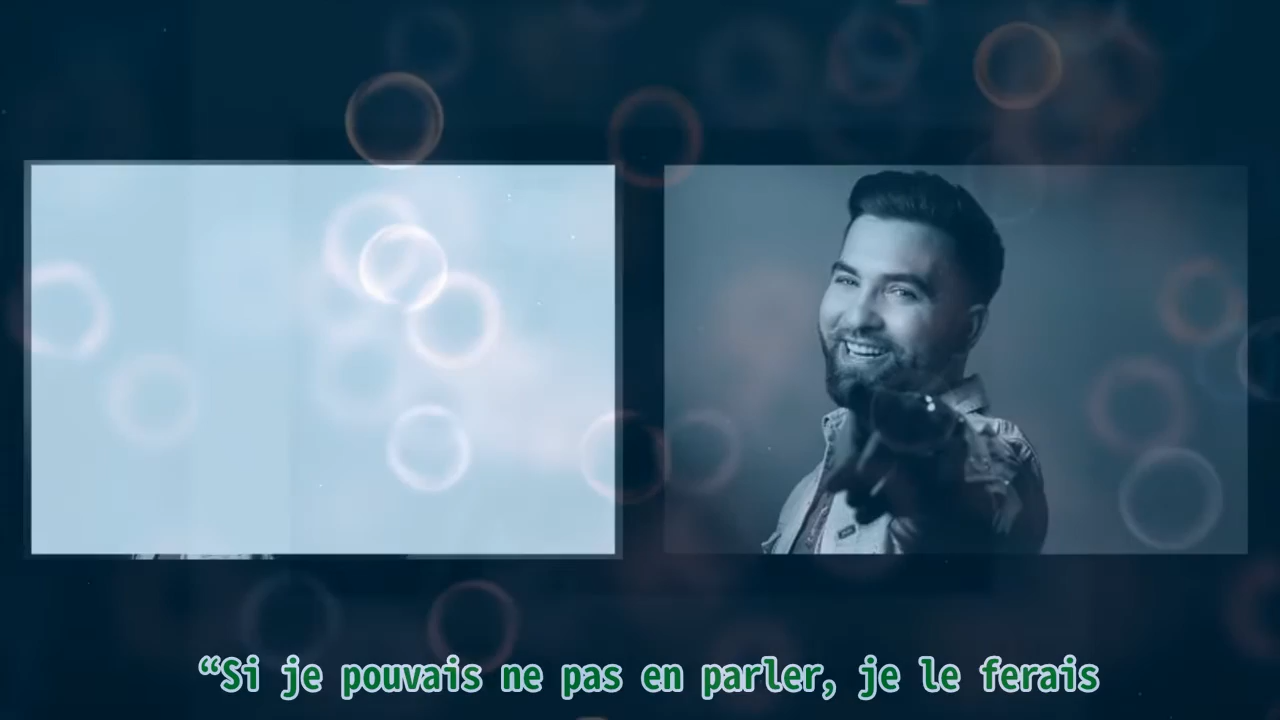 “Si je pouvais ne pas en parler, je le ferais